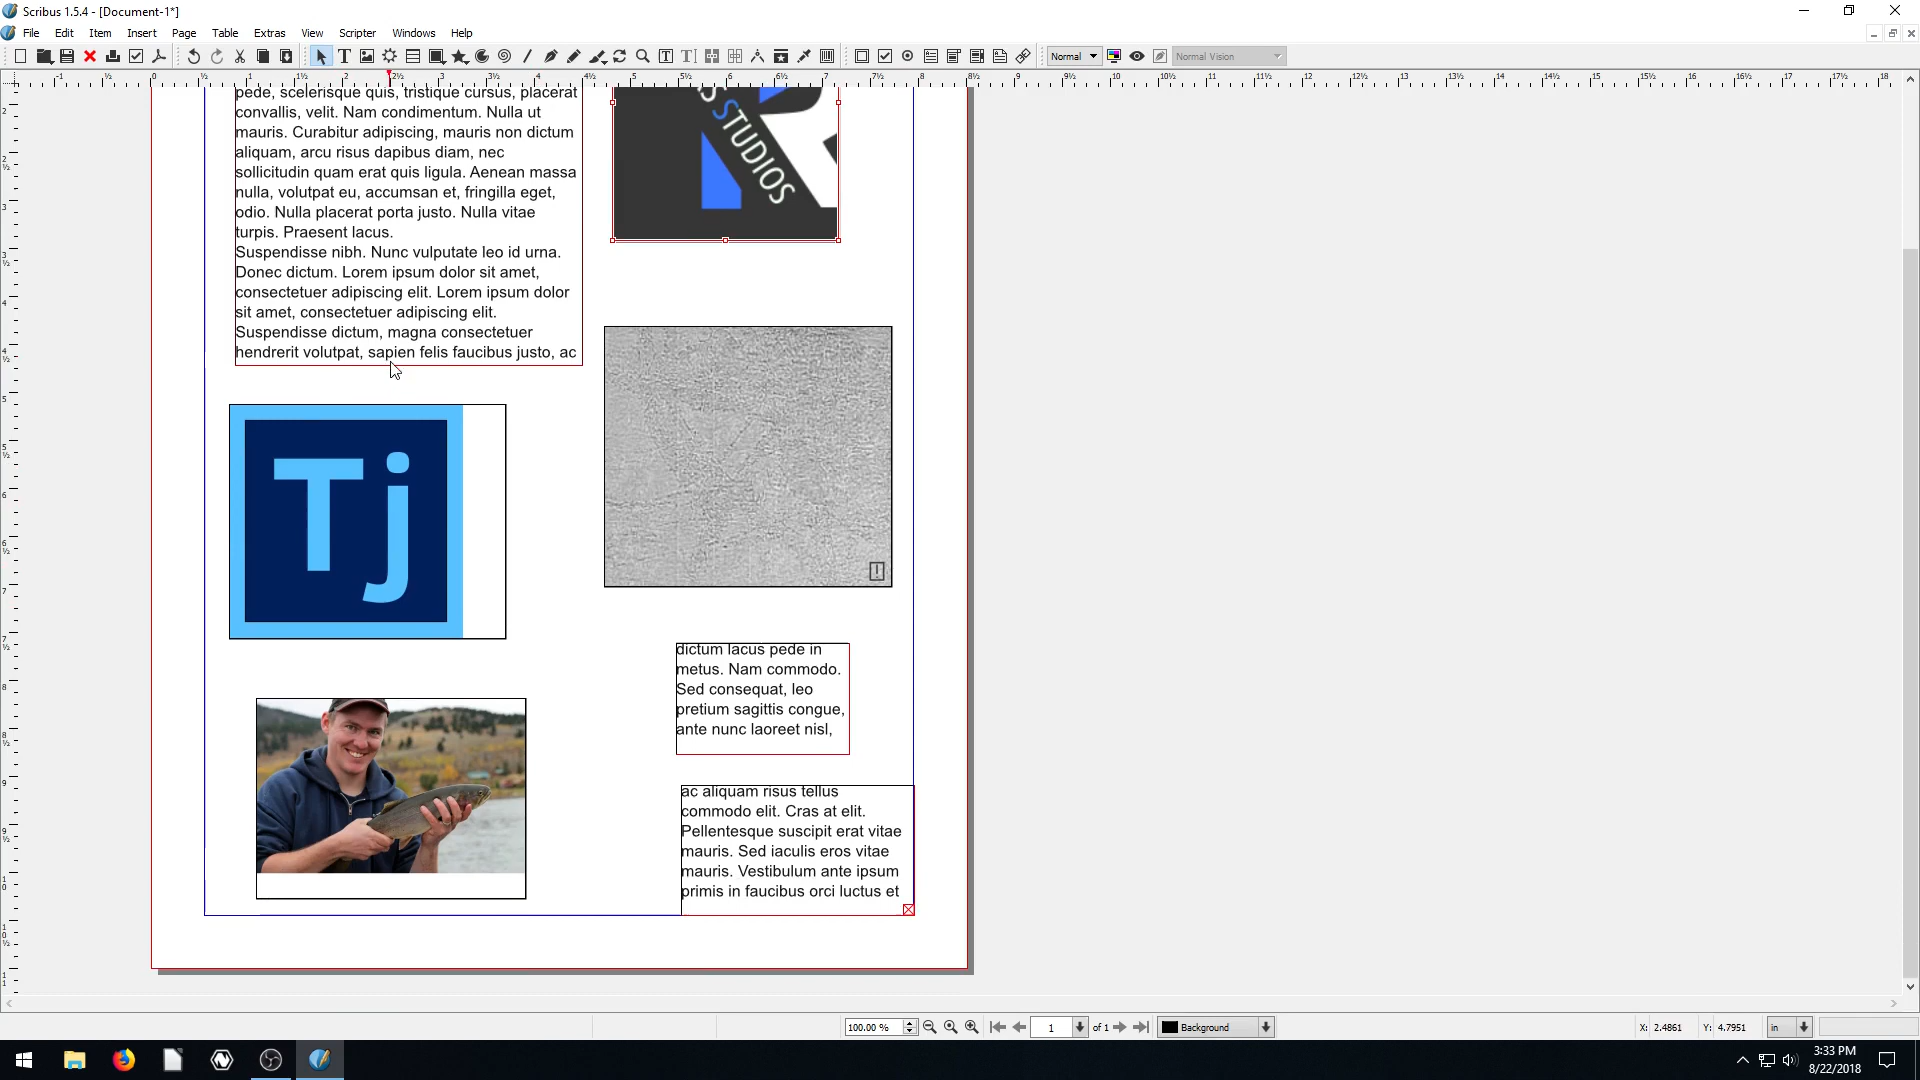 Scribus 1.5.4 - [Document-1*]
File Edit Item Insert Page Table Extras View Scripter Windows Help
Normal Normal Vision
pede, scelerisque quis, tristique cursus, placerat
convallis, velit. Nam condimentum. Nulla ut
mauris. Curabitur adipiscing, mauris non dictum
aliquam, arcu risus dapibus diam, nec
sollicitudin quam erat quis ligula. Aenean massa
nulla, volutpat eu, accumsan et, fringilla eget,
odio. Nulla placerat porta justo. Nulla vitae
turpis. Praesent lacus.
Suspendisse nibh. Nunc vulputate leo id urna.
Donec dictum. Lorem ipsum dolor sit amet,
consectetuer adipiscing elit. Lorem ipsum dolor
sit amet, consectetuer adipiscing elit.
Suspendisse dictum, magna consectetuer
hendrerit volutpat, sapien felis faucibus justo, ac
STUDIOS
Tj
dictum lacus pede in
metus. Nam commodo.
Sed consequat, leo
pretium sagittis congue,
ante nunc laoreet nisl,
ac aliquam risus tellus
commodo elit. Cras at elit.
Pellentesque suscipit erat vitae
mauris. Sed iaculis eros vitae
mauris. Vestibulum ante ipsum
primis in faucibus orci luctus et
100.00 % 1 of 1 Background X: 2.4861 Y: 4.7951 in
3:33 PM
8/22/2018